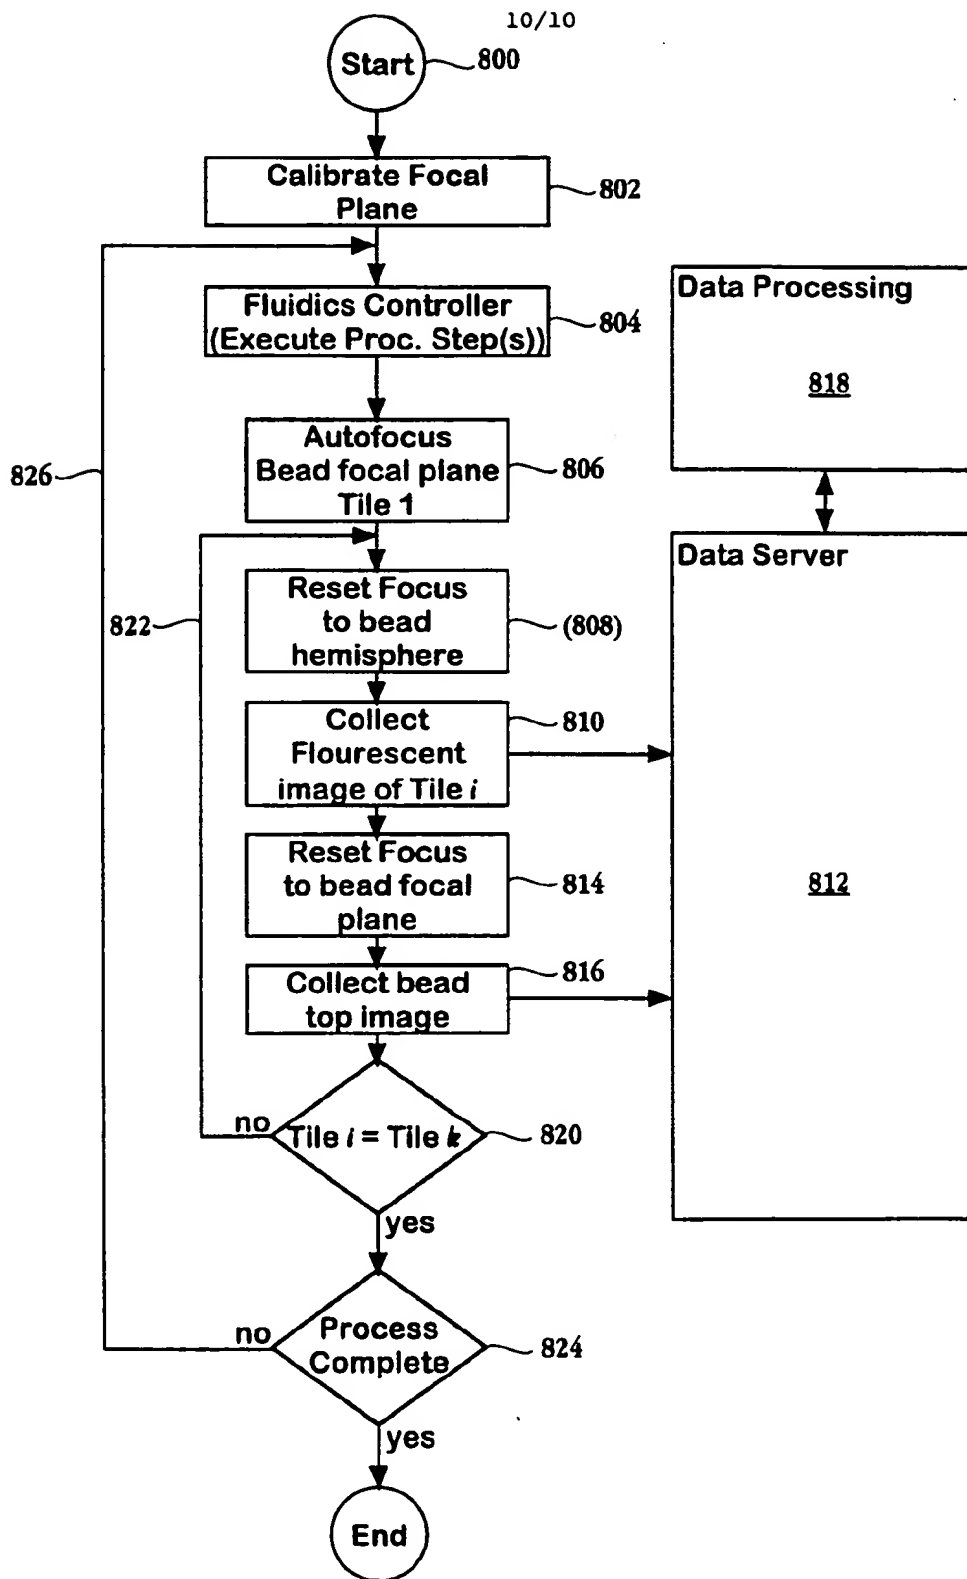 10/10
Start
800
Calibrate Focal
Plane
802
Fluidics Controller
(Execute Proc. Step(s))
804
Autofocus
Bead focal plane
Tile 1
806
826
Reset Focus
to bead
hemisphere
(808)
822
Collect
Flourescent
image of Tile i
810
Reset Focus
to bead focal
plane
814
Collect bead
top image
816
Tile i = Tile k
820
no
yes
Process
Complete
824
no
yes
End
Data Processing
818
Data Server
812